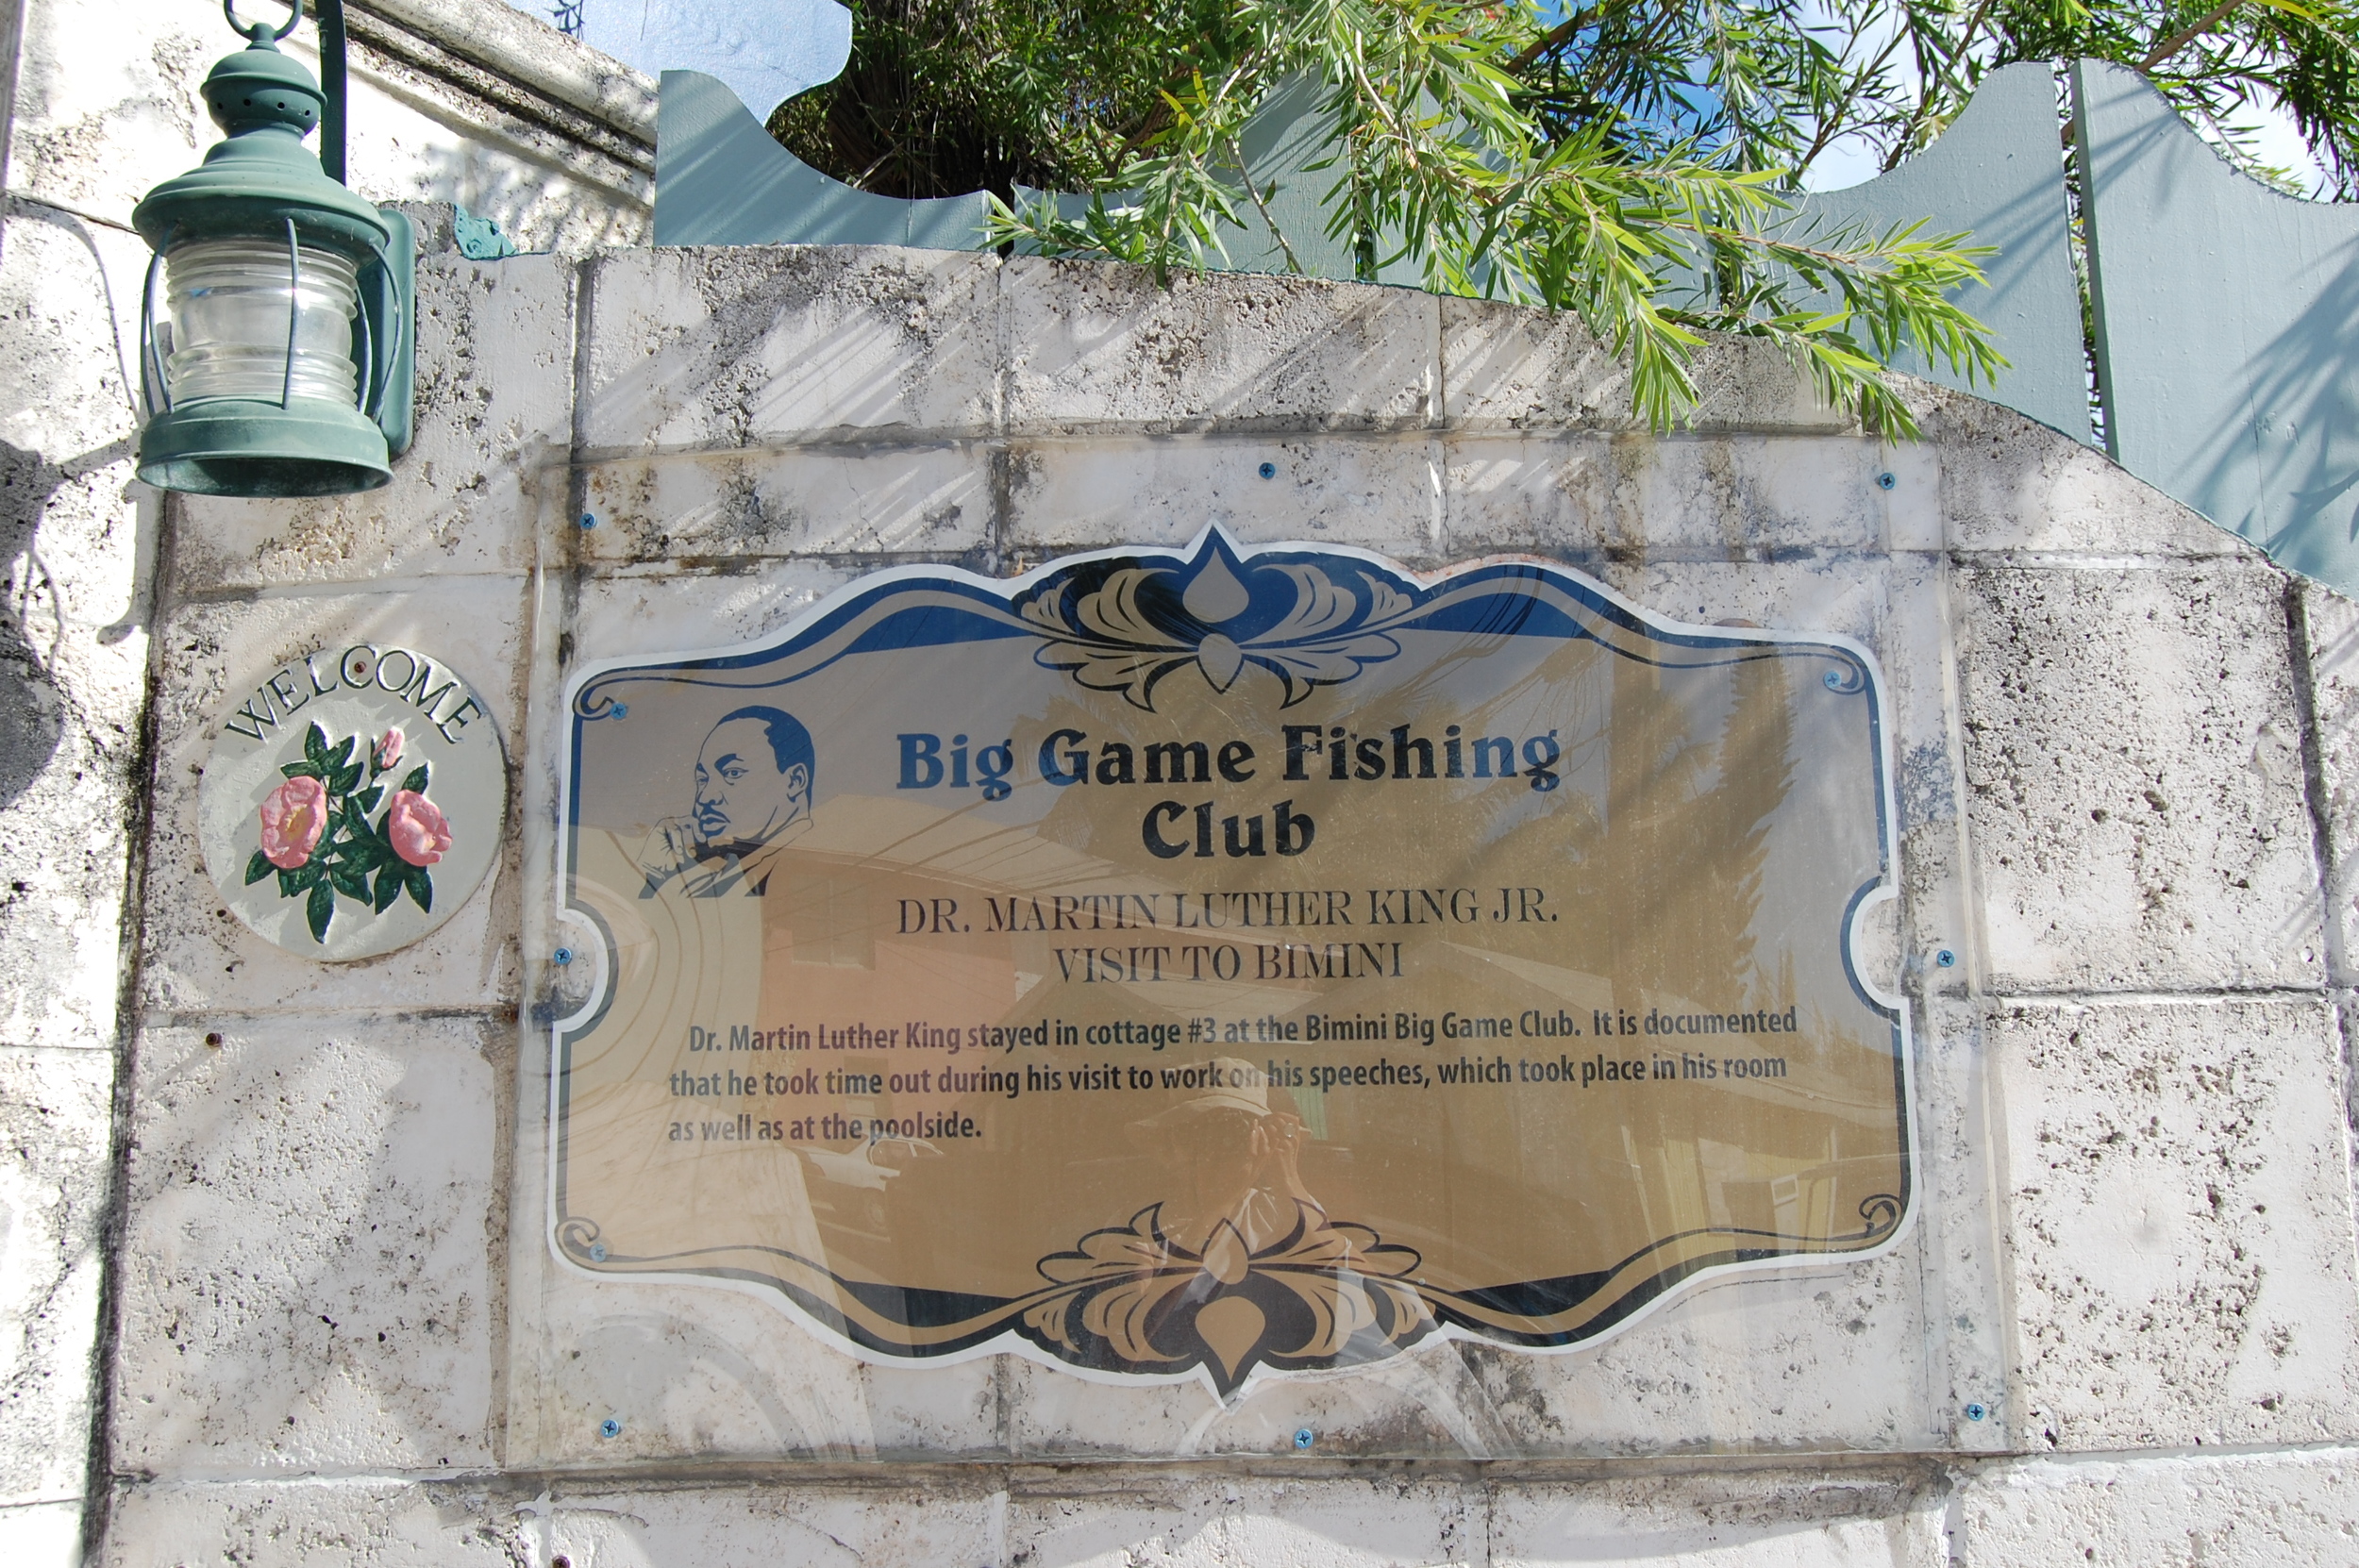 WELCOME
Big Game Fishing
Club
DR. MARTIN LUTHER KING JR.
VISIT TO BIMINI
Dr. Martin Luther King stayed in cottage #3 at the Bimini Big Game Club. It is documented
that he took time out during his visit to work on his speeches, which took place in his room
as well as at the poolside.